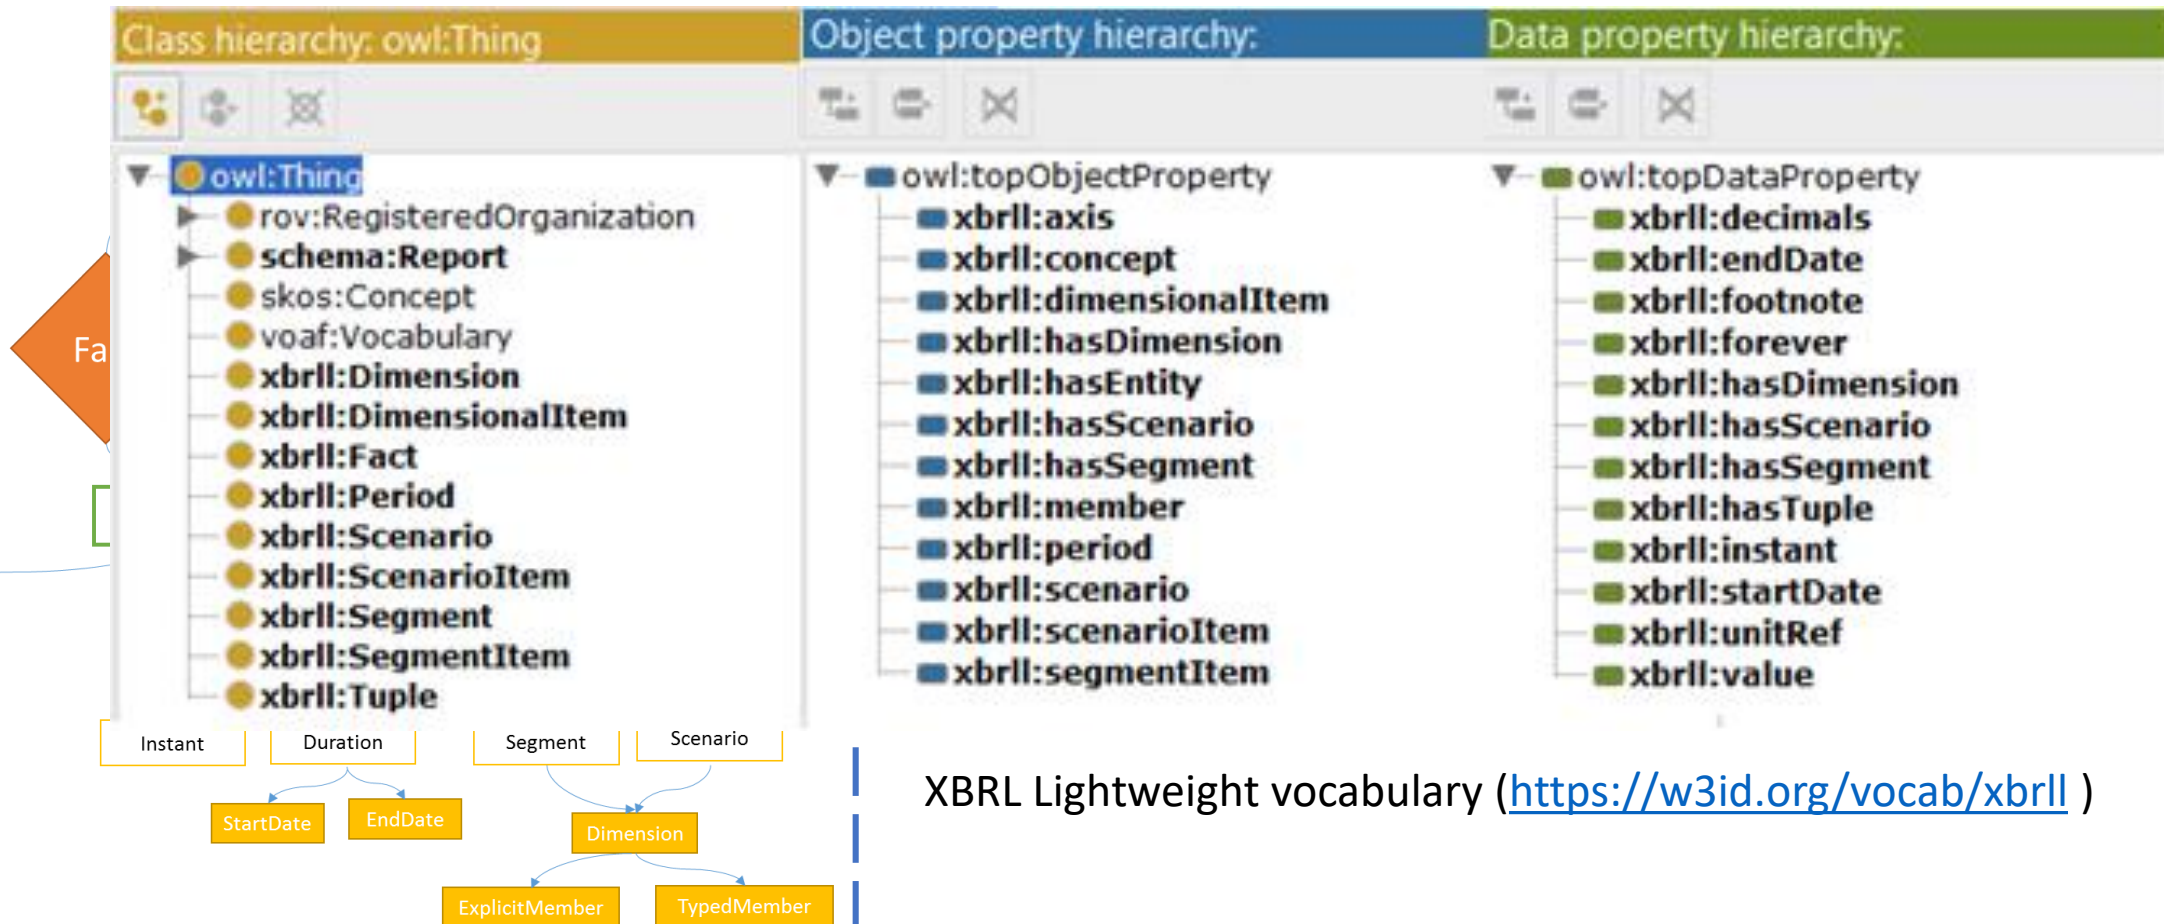 Class hierarchy: owl:Thing
owl:Thing
rov:RegisteredOrganization
schema:Report
skos:Concept
voaf:Vocabulary
xbrll:Dimension
xbrll:DimensionalItem
xbrll:Fact
xbrll:Period
xbrll:Scenario
xbrll:ScenarioItem
xbrll:Segment
xbrll:SegmentItem
xbrll:Tuple
Object property hierarchy:
owl:topObjectProperty
xbrll:axis
xbrll:concept
xbrll:dimensionalItem
xbrll:hasDimension
xbrll:hasEntity
xbrll:hasScenario
xbrll:hasSegment
xbrll:member
xbrll:period
xbrll:scenario
xbrll:scenarioItem
xbrll:segmentItem
Data property hierarchy:
owl:topDataProperty
xbrll:decimals
xbrll:endDate
xbrll:footnote
xbrll:forever
xbrll:hasDimension
xbrll:hasScenario
xbrll:hasSegment
xbrll:hasTuple
xbrll:instant
xbrll:startDate
xbrll:unitRef
xbrll:value
Fa
Instant
Duration
Segment
Scenario
StartDate
EndDate
Dimension
ExplicitMember
TypedMember
XBRL Lightweight vocabulary (https://w3id.org/vocab/xbrll )